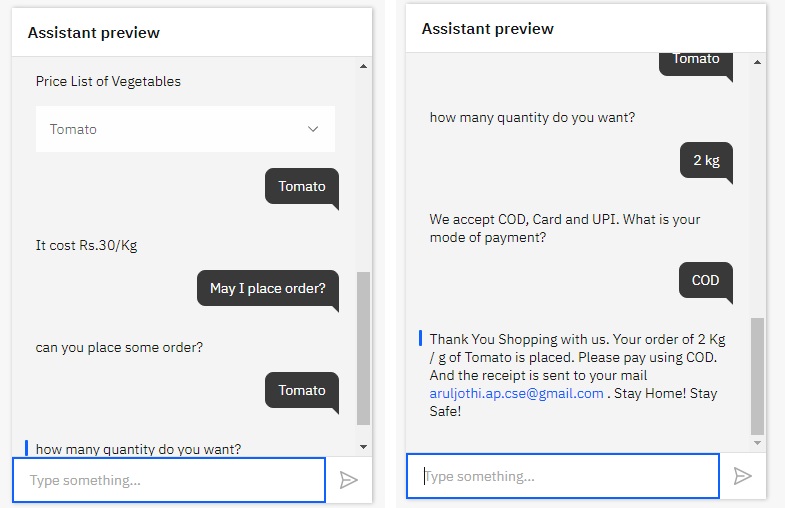 Assistant preview
Price List of Vegetables
Tomato
Tomato
It cost Rs.30/Kg
May I place order?
can you place some order?
Tomato
how many quantity do you want?
Type something...
Assistant preview
Tomato
how many quantity do you want?
2 kg
We accept COD, Card and UPI. What is your
mode of payment?
COD
Thank You Shopping with us. Your order of 2 Kg
/ g of Tomato is placed. Please pay using COD.
And the receipt is sent to your mail
aruljothi.ap.cse@gmail.com . Stay Home! Stay
Safe!
Type something...